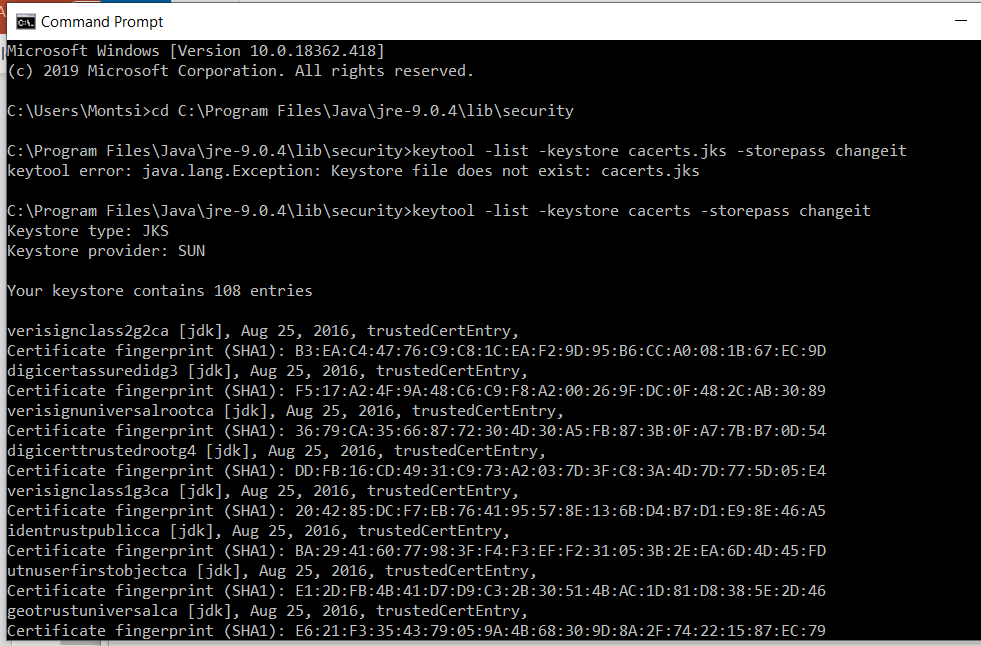 Command Prompt
Microsoft Windows [Version 10.0.18362.418]
(c) 2019 Microsoft Corporation. All rights reserved.
C:\Users\Montsi>cd C:\Program Files\Java\jre-9.0.4\lib\security
C:\Program Files\Java\jre-9.0.4\lib\security>keytool -list -keystore cacerts.jks -storepass changeit
keytool error: java.lang.Exception: Keystore file does not exist: cacerts.jks
C:\Program Files\Java\jre-9.0.4\lib\security>keytool -list -keystore cacerts -storepass changeit
Keystore type: JKS
Keystore provider: SUN
Your keystore contains 108 entries
verisignclass2g2ca [jdk], Aug 25, 2016, trustedCertEntry,
Certificate fingerprint (SHA1): B3:EA:C4:47:76:C9:C8:1C:EA:F2:9D:95:B6:CC:A0:08:1B:67:EC:9D
digicertassuredidg3 [jdk], Aug 25, 2016, trustedCertEntry,
Certificate fingerprint (SHA1): F5:17:A2:4F:9A:48:C6:C9:F8:A2:00:26:9F:DC:0F:48:2C:AB:30:89
verisignuniversalrootca [jdk], Aug 25, 2016, trustedCertEntry,
Certificate fingerprint (SHA1): 36:79:CA:35:66:87:72:30:4D:30:A5:FB:87:3B:0F:A7:7B:B7:0D:54
digicerttrustedrootg4 [jdk], Aug 25, 2016, trustedCertEntry,
Certificate fingerprint (SHA1): DD:FB:16:CD:49:31:C9:73:A2:03:7D:3F:C8:3A:4D:7D:77:5D:05:E4
verisignclass1g3ca [jdk], Aug 25, 2016, trustedCertEntry,
Certificate fingerprint (SHA1): 20:42:85:DC:F7:EB:76:41:95:57:8E:13:6B:D4:B7:D1:E9:8E:46:A5
identrustpublicca [jdk], Aug 25, 2016, trustedCertEntry,
Certificate fingerprint (SHA1): BA:29:41:60:77:98:3F:F4:F3:EF:F2:31:05:3B:2E:EA:6D:4D:45:FD
utnuserfirstobjectca [jdk], Aug 25, 2016, trustedCertEntry,
Certificate fingerprint (SHA1): E1:2D:FB:4B:41:D7:D9:C3:2B:30:51:4B:AC:1D:81:D8:38:5E:2D:46
geotrustuniversalca [jdk], Aug 25, 2016, trustedCertEntry,
Certificate fingerprint (SHA1): E6:21:F3:35:43:79:05:9A:4B:68:30:9D:8A:2F:74:22:15:87:EC:79